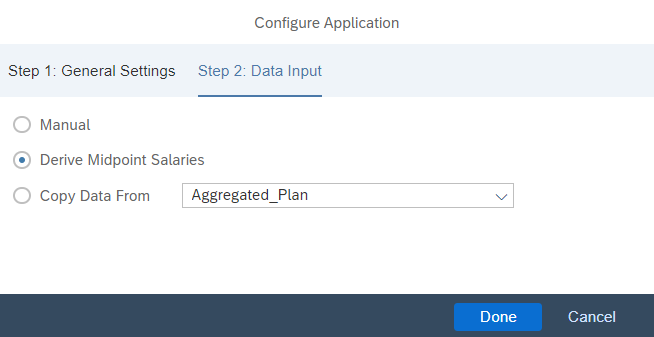 Configure Application
Step 1: General Settings Step 2: Data Input
Manual
Derive Midpoint Salaries
Copy Data From Aggregated_Plan
Done Cancel